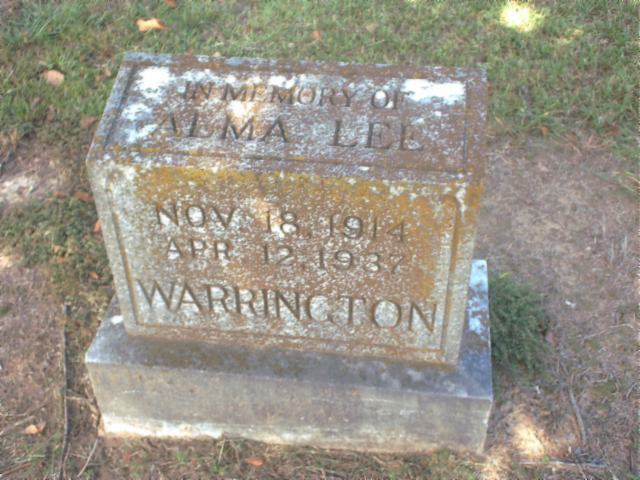 IN MEMORY OF
ALMA LEE
NOV 18, 1914
APR 12, 1937
WARRINGTON